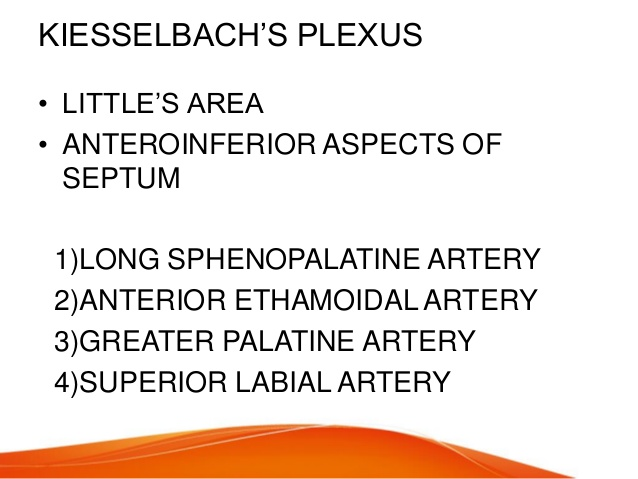 KIESSELBACH'S PLEXUS
• LITTLE'S AREA
• ANTEROINFERIOR ASPECTS OF
SEPTUM
1)LONG SPHENOPALATINE ARTERY
2)ANTERIOR ETHAMOIDAL ARTERY
3)GREATER PALATINE ARTERY
4)SUPERIOR LABIAL ARTERY